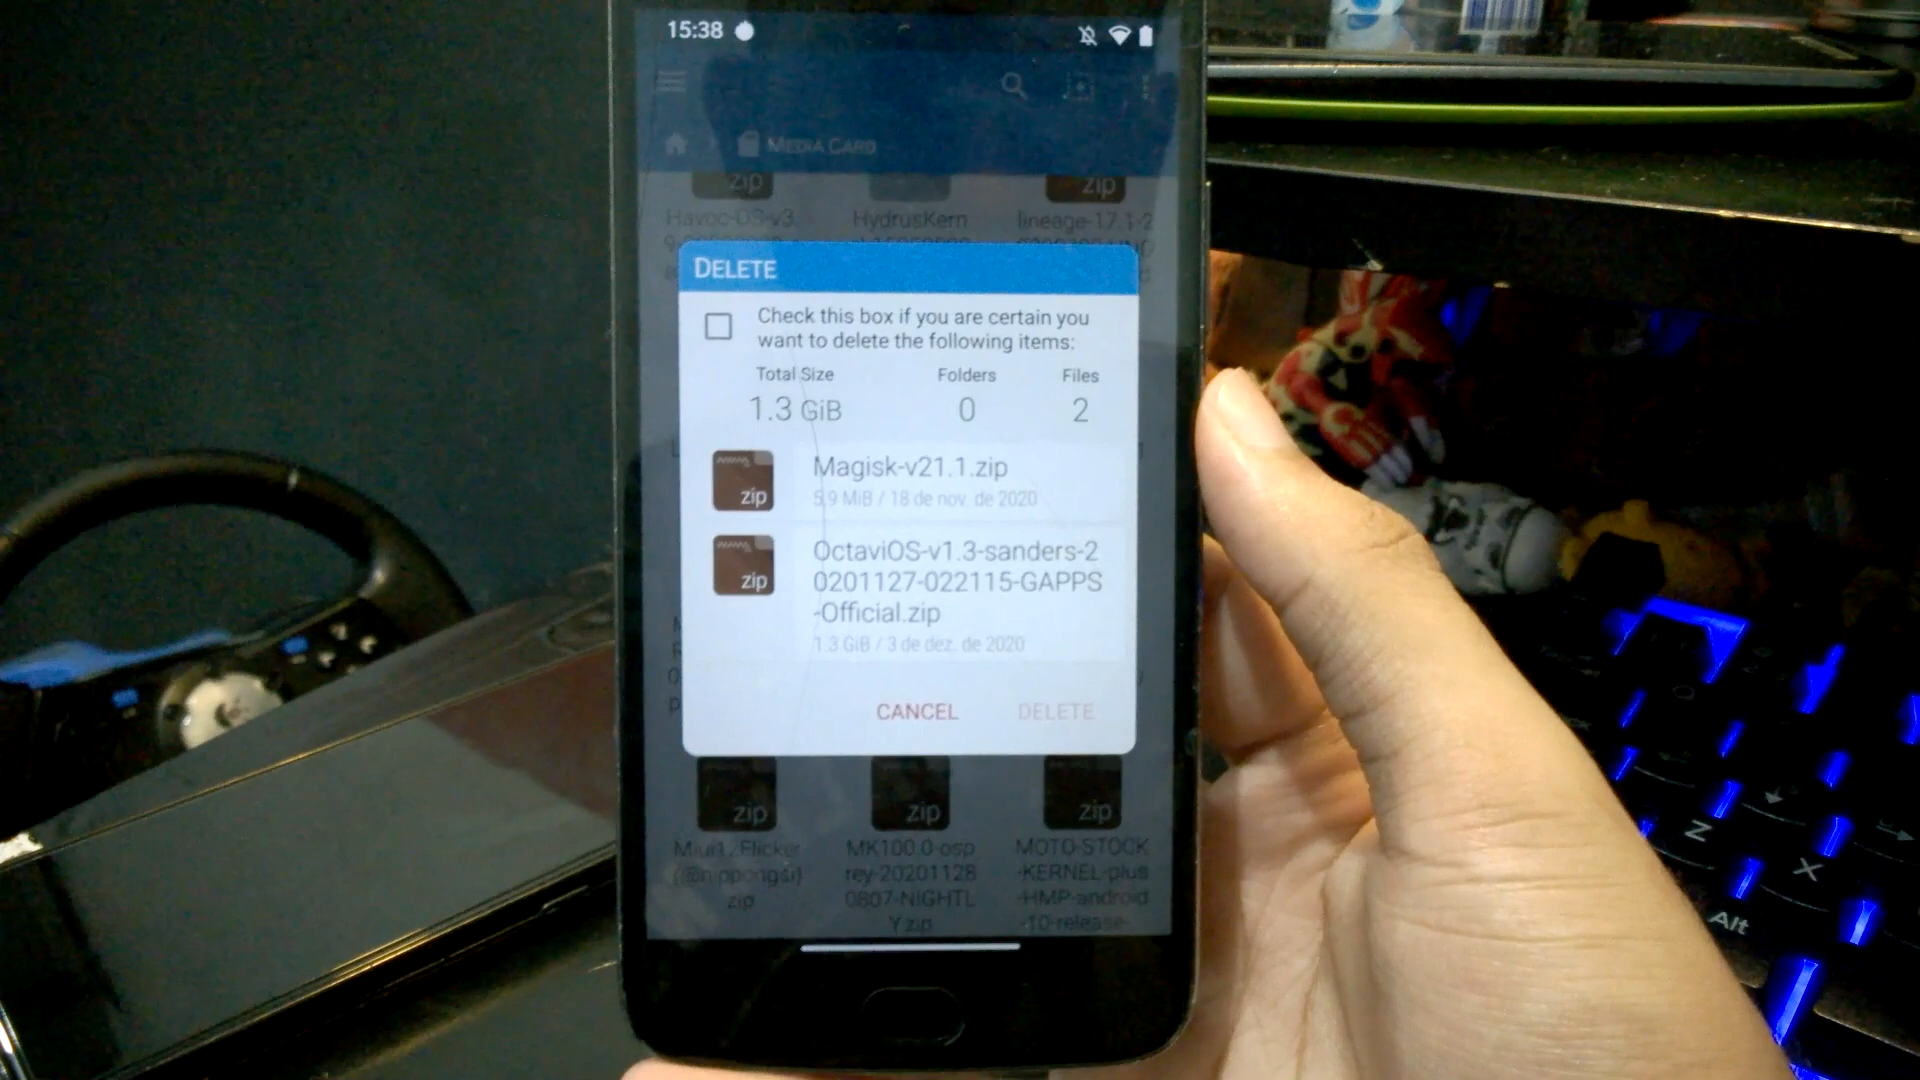 15:38
MEDIA CARD
zip
zip
Havoc-OS-v3.
HydrusKern
lineage-17.1-2
DELETE
Check this box if you are certain you
want to delete the following items:
Total Size
Folders
Files
1.3 GiB
0
2
zip
Magisk-v21.1.zip
5,9 MiB / 18 de nov. de 2020
zip
OctaviOS-v1.3-sanders-2
0201127-022115-GAPPS
-Official.zip
1.3 GiB / 3 de dez. de 2020
CANCEL
DELETE
zip
zip
zip
Miui12Flicker
(@nippongsi)
zip
MK100.0-osp
rey-20201128
0807-NIGHTL
Y.zip
MOTO-STOCK
-KERNEL-plus
-HMP-android
-10-release-
Z
X
Alt